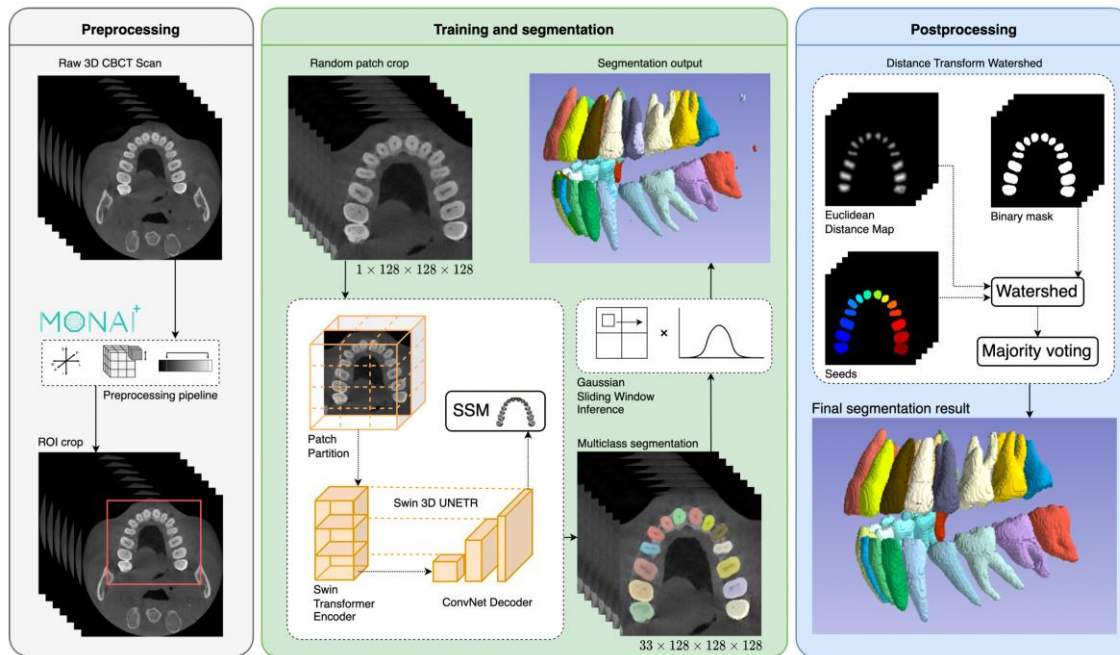 Preprocessing
Raw 3D CBCT Scan
MONAI
Preprocessing pipeline
ROI crop
Training and segmentation
Random patch crop
1 × 128 × 128 × 128
Patch
Partition
SSM
Swin 3D UNETR
Swin
Transformer
Encoder
ConvNet Decoder
Segmentation output
×
Gaussian
Sliding Window
Inference
Multiclass segmentation
33 × 128 × 128 × 128
Postprocessing
Distance Transform Watershed
Euclidean
Distance Map
Binary mask
Seeds
Watershed
Majority voting
Final segmentation result